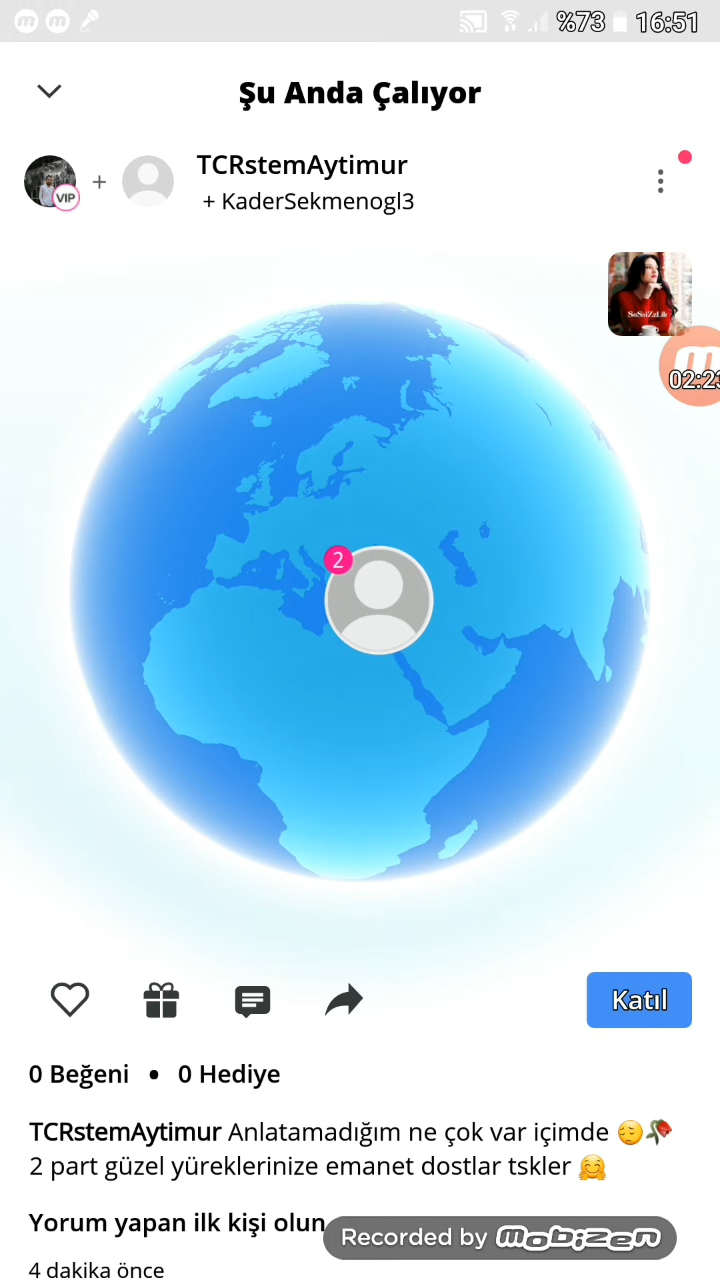 %73 16:51
Şu Anda Çalıyor
TCRstemAytimur
VIP
+ KaderSekmenogl3
SeSsiZzLik
02:23
2
Katıl
0 Beğeni • 0 Hediye
TCRstemAytimur Anlatamadığım ne çok var içimde 😔🥀
2 part güzel yüreklerinize emanet dostlar tskler 🤗
Yorum yapan ilk kişi olun
Recorded by mobizen
4 dakika önce